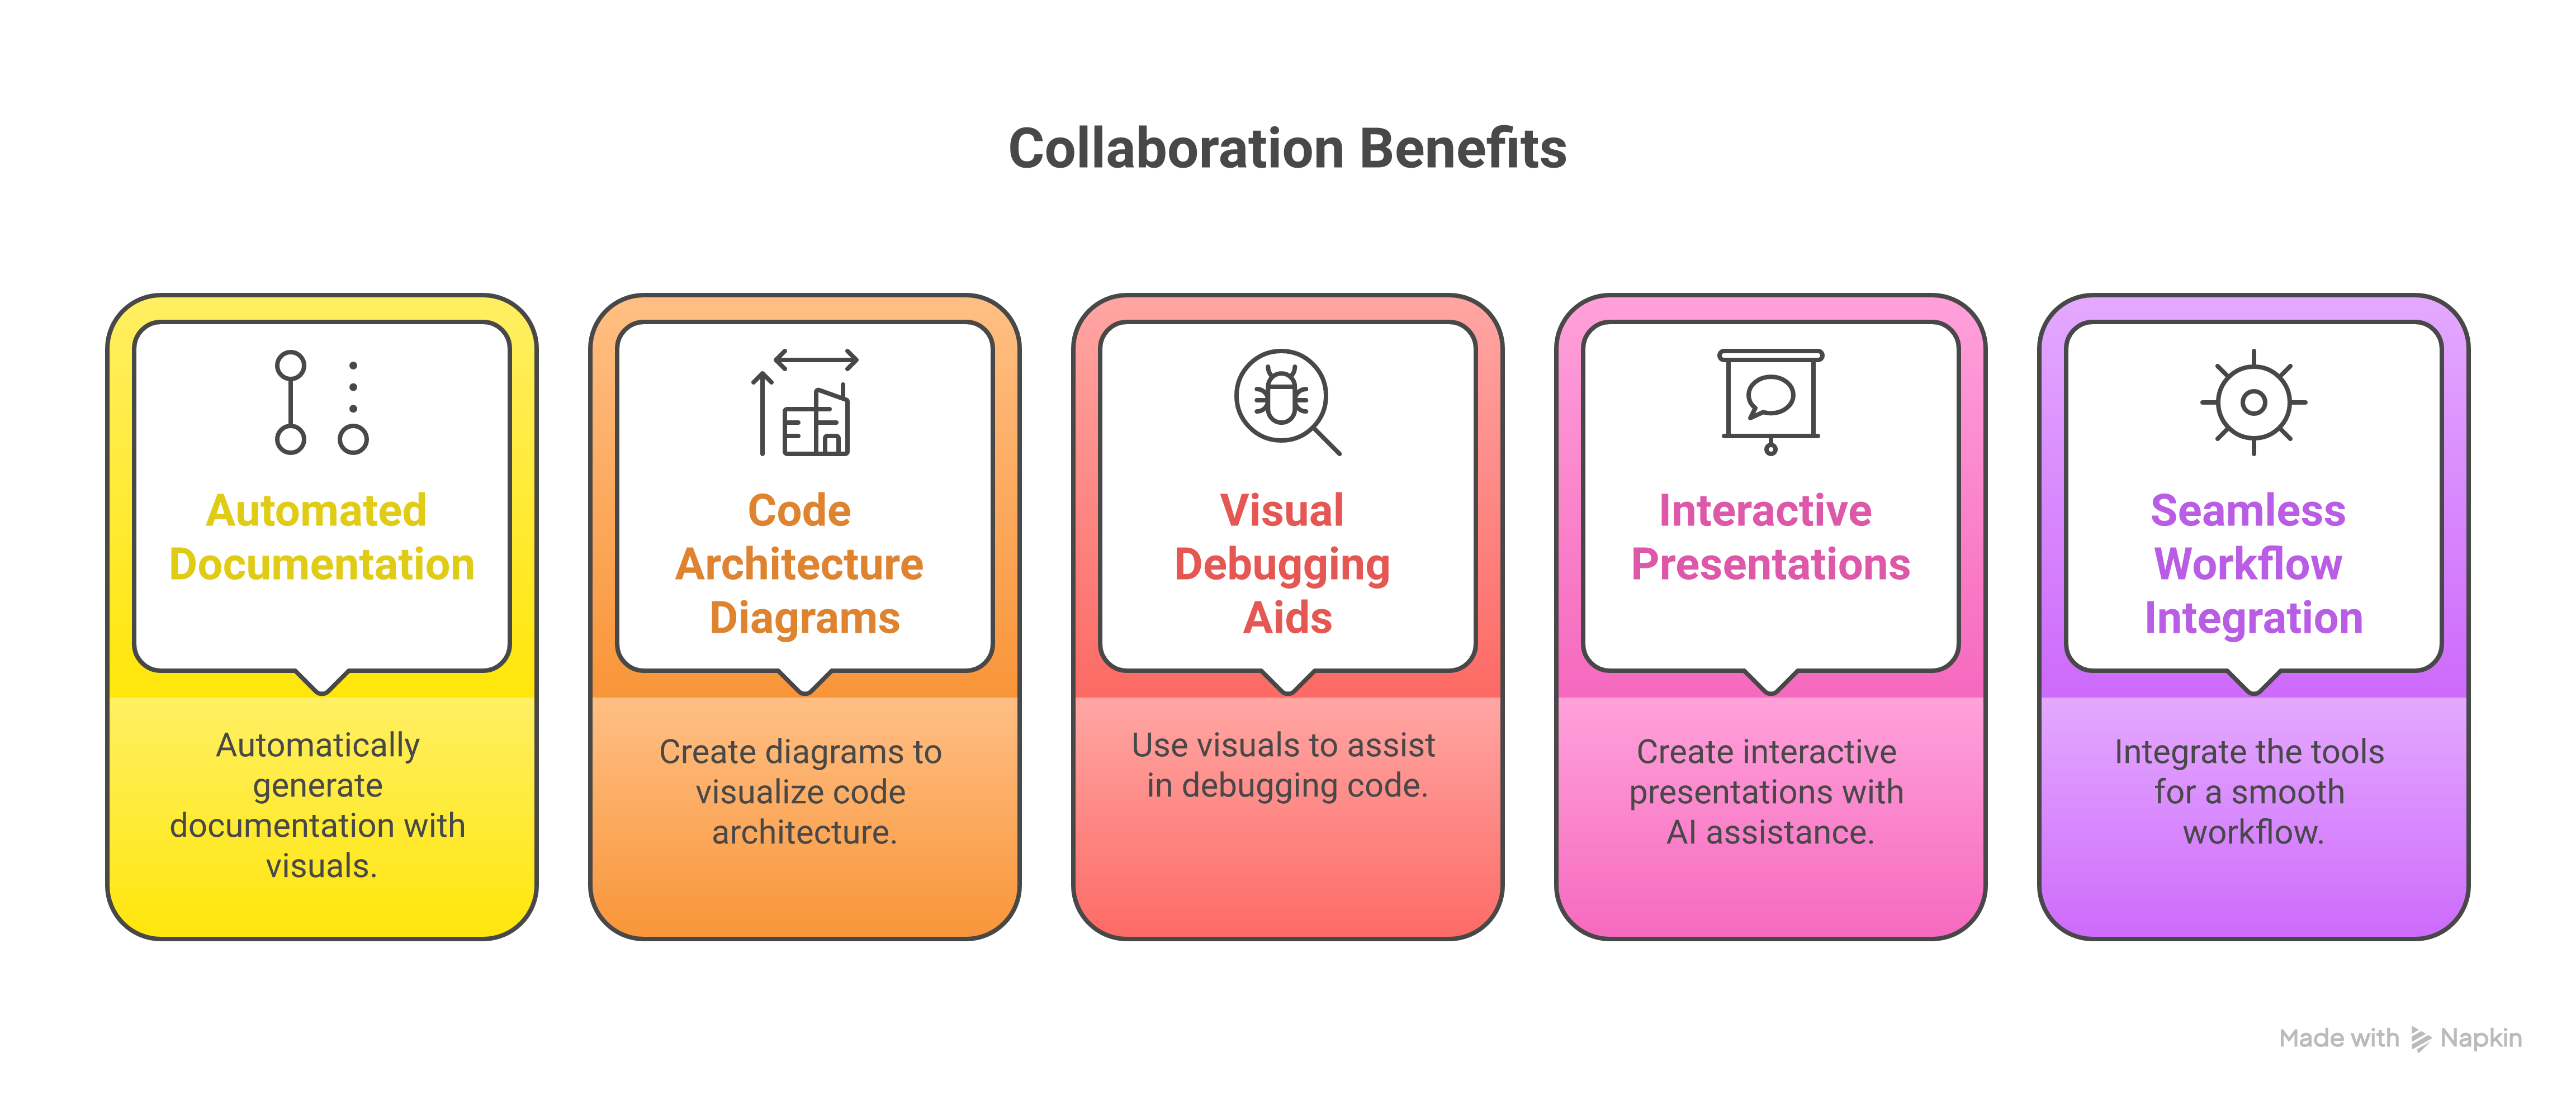 Collaboration Benefits
Automated
Documentation
Automatically
generate
documentation with
visuals.
Code
Architecture
Diagrams
Create diagrams to
visualize code
architecture.
Visual
Debugging
Aids
Use visuals to assist
in debugging code.
Interactive
Presentations
Create interactive
presentations with
AI assistance.
Seamless
Workflow
Integration
Integrate the tools
for a smooth
workflow.
Made with Napkin